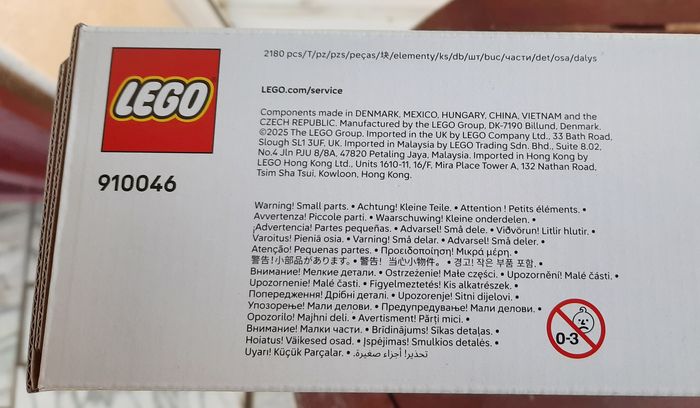 2180 pcs/T/pz/pzs/peças/块/elementy/ks/db/шт/buc/части/det/osa/dalys
LEGO
LEGO.com/service
Components made in DENMARK, MEXICO, HUNGARY, CHINA, VIETNAM and the
CZECH REPUBLIC. Manufactured by the LEGO Group, DK-7190 Billund, Denmark.
©2025 The LEGO Group. Imported in the UK by LEGO Company Ltd., 33 Bath Road,
Slough SL1 3UF, UK. Imported in Malaysia by LEGO Trading Sdn. Bhd., Suite 8.02,
No.4 Jln PJU 8/8A, 47820 Petaling Jaya, Malaysia. Imported in Hong Kong by
LEGO Hong Kong Ltd., Units 1610-11, 16/F, Mira Place Tower A, 132 Nathan Road,
Tsim Sha Tsui, Kowloon, Hong Kong.
910046
Warning! Small parts. • Achtung! Kleine Teile. • Attention ! Petits éléments. •
Avvertenza! Piccole parti. • Waarschuwing! Kleine onderdelen. •
¡Advertencia! Partes pequeñas. • Advarsel! Små dele. • Viðvörun! Litlir hlutir. •
Varoitus! Pieniä osia. • Varning! Små delar. • Advarsel! Små deler. •
Atenção! Pequenas partes. • Προειδοποίηση! Μικρά μέρη. •
警告!小部品があります。• 警告! 当心小物件。• 경고! 작은 부품 포함. •
Внимание! Мелкие детали. • Ostrzeżenie! Małe części. • Upozornění! Malé části. •
Upozornenie! Malé časti. • Figyelmeztetés! Kis alkatrészek. •
Попередження! Дрібні деталі. • Upozorenje! Sitni dijelovi. •
Упозорење! Мали делови. • Предупредување! Мали делови. •
Opozorilo! Majhni deli. • Avertisment! Părți mici. •
Внимание! Малки части. • Brīdinājums! Sīkas detaļas. •
Hoiatus! Väikesed osad. • Įspėjimas! Smulkios detalės. •
Uyarı! Küçük Parçalar. • تحذير! أجزاء صغيرة.
0-3